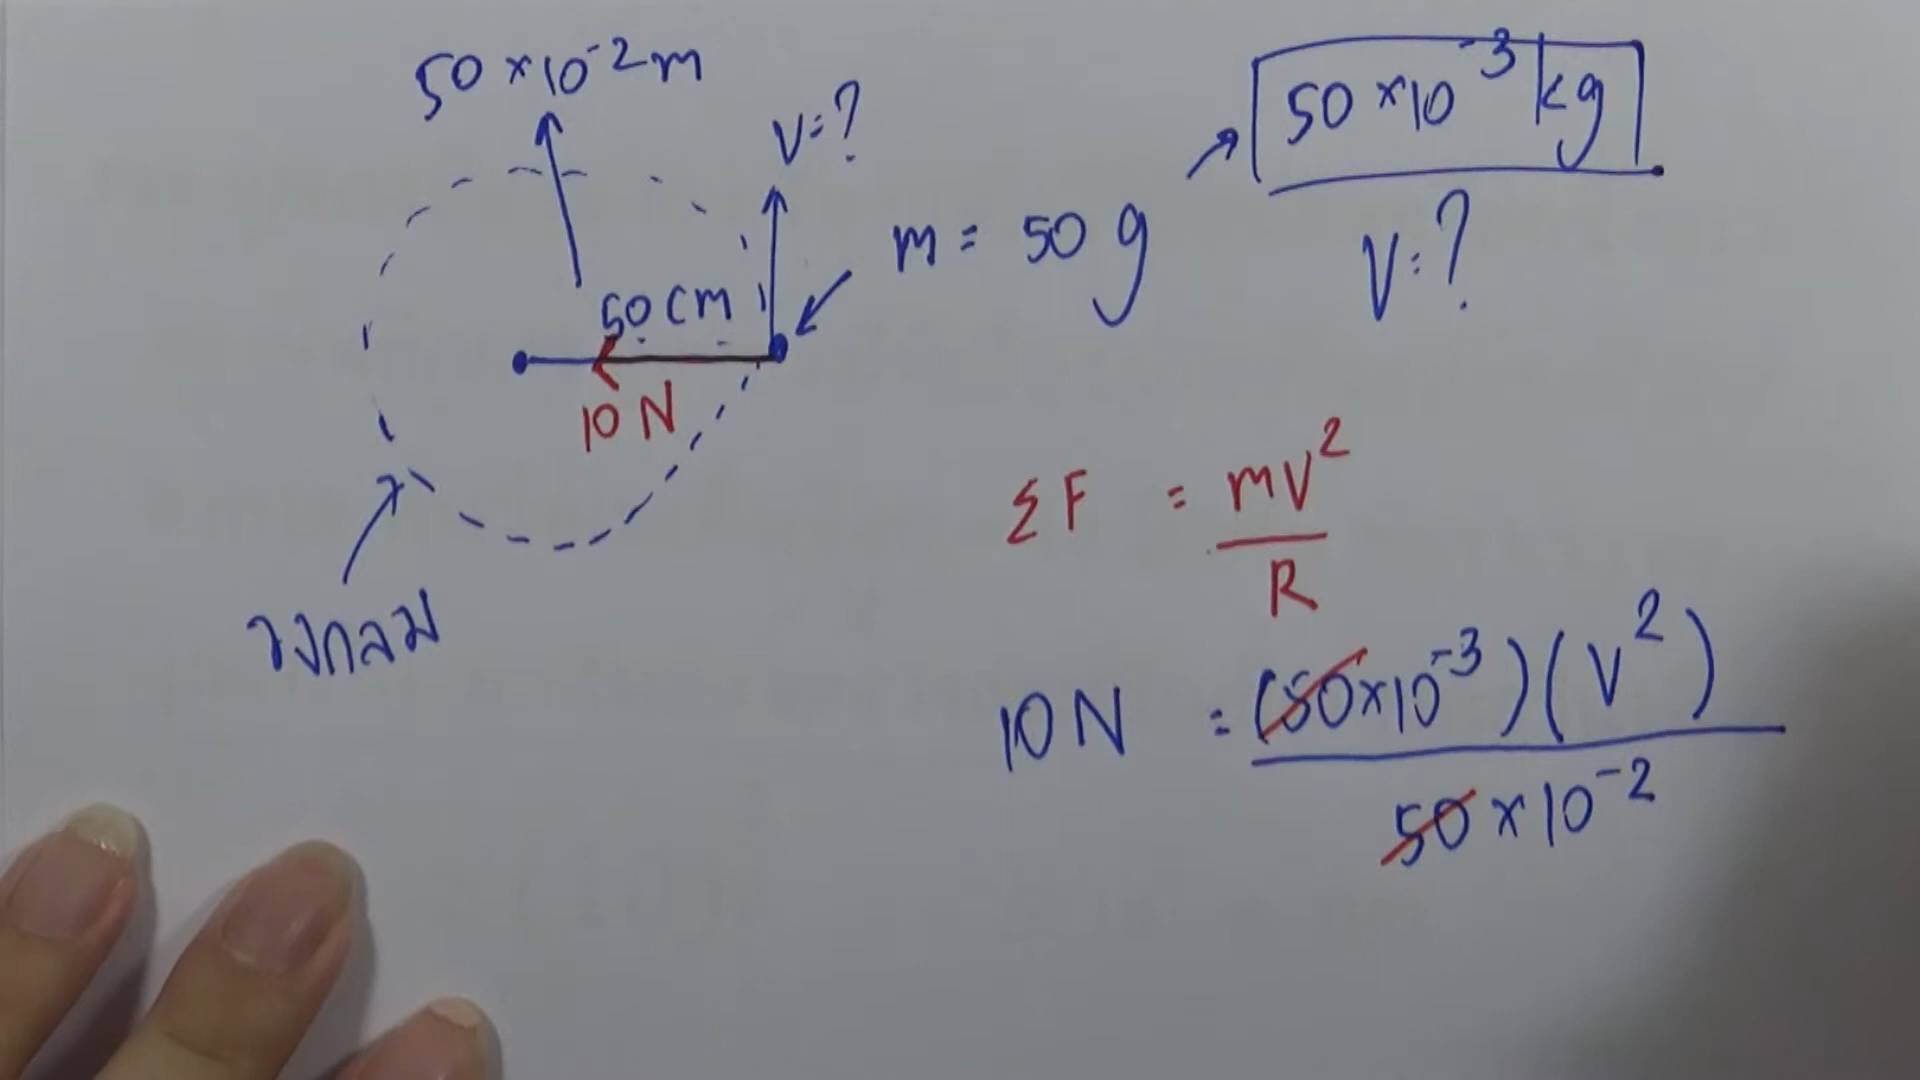 50×10⁻² m
V=?
50 cm
10 N
วงกลม
m = 50 g
50×10⁻³ kg
V=?
ΣF = mv²/R
10 N = (50×10⁻³)(v²)/50×10⁻²